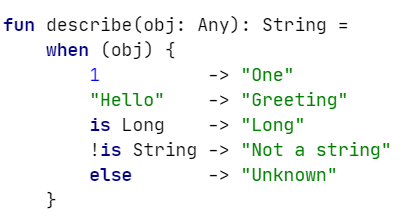 fun describe(obj: Any): String =
    when (obj) {
        1          -> "One"
        "Hello"    -> "Greeting"
        is Long    -> "Long"
        !is String -> "Not a string"
        else       -> "Unknown"
    }